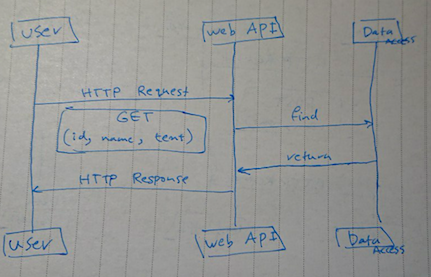 user
web API
Data
Access
HTTP Request
GET
(id, name, text)
find
return
HTTP Response
user
web API
Data
Access